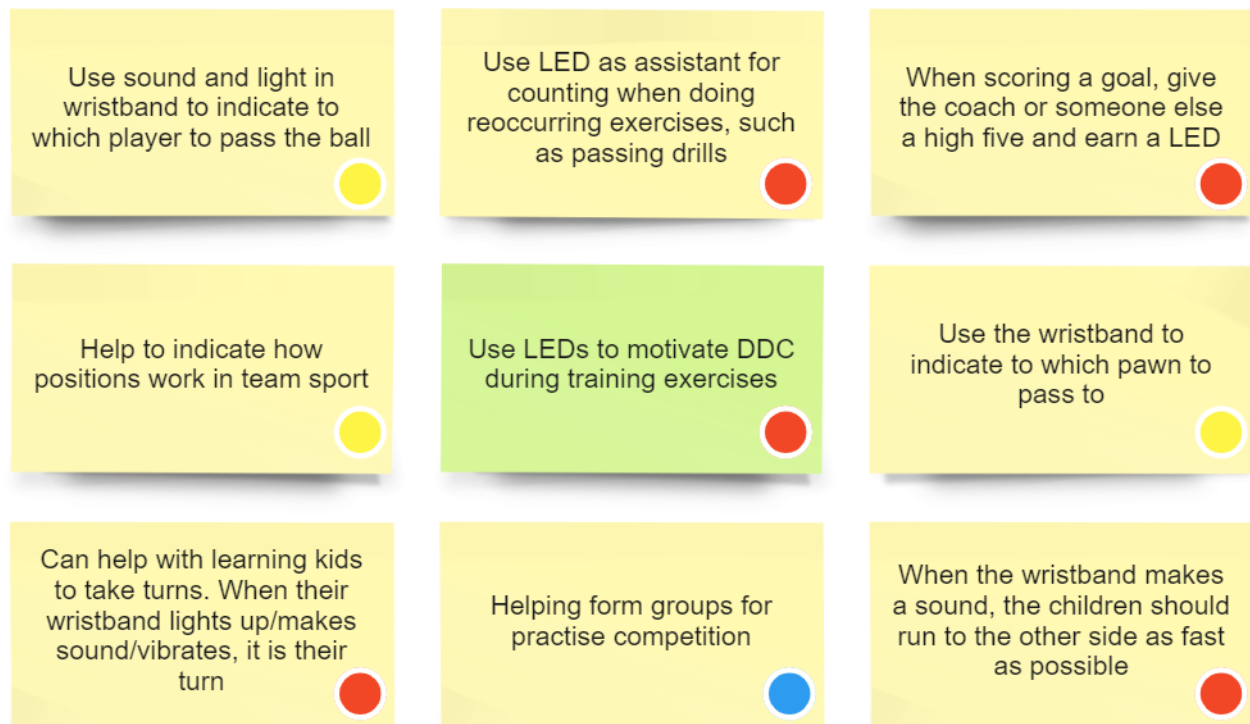 Use sound and light in
wristband to indicate to
which player to pass the ball
Use LED as assistant for
counting when doing
reoccurring exercises, such
as passing drills
When scoring a goal, give
the coach or someone else
a high five and earn a LED
Help to indicate how
positions work in team sport
Use LEDs to motivate DDC
during training exercises
Use the wristband to
indicate to which pawn to
pass to
Can help with learning kids
to take turns. When their
wristband lights up/makes
sound/vibrates, it is their
turn
Helping form groups for
practise competition
When the wristband makes
a sound, the children should
run to the other side as fast
as possible